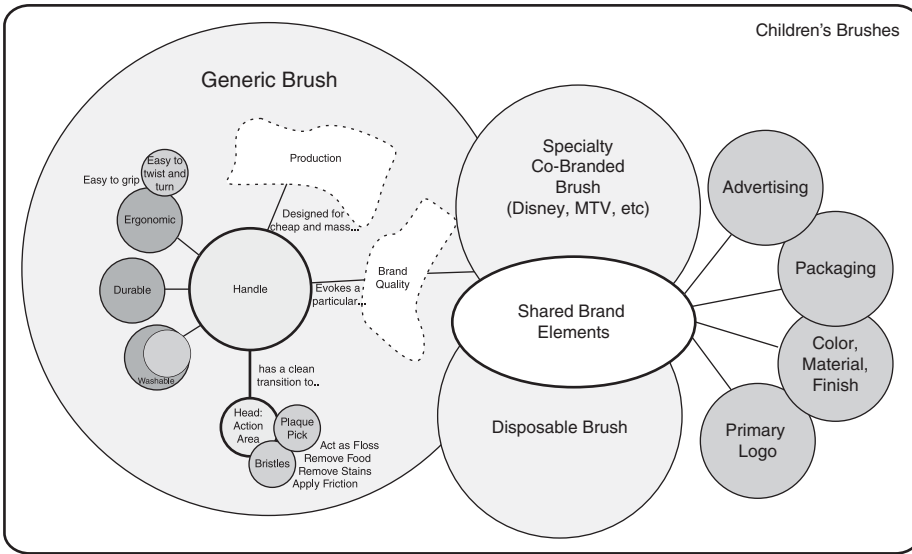 Children's Brushes
Generic Brush
Production
Easy to
twist and
turn
Easy to grip
Ergonomic
Designed for
cheap and mass...
Durable
Handle
Evokes a
particular...
Brand
Quality
Washable
has a clean
transition to..
Head:
Action
Area
Plaque
Pick
Bristles
Act as Floss
Remove Food
Remove Stains
Apply Friction
Specialty
Co-Branded
Brush
(Disney, MTV, etc)
Shared Brand
Elements
Disposable Brush
Advertising
Packaging
Color,
Material,
Finish
Primary
Logo